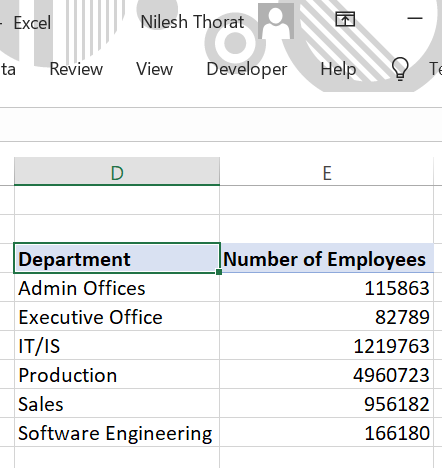 - Excel Nilesh Thorat
ta Review View Developer Help Te
D E
Department Number of Employees
Admin Offices 115863
Executive Office 82789
IT/IS 1219763
Production 4960723
Sales 956182
Software Engineering 166180